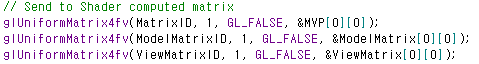 // Send to Shader computed matrix
glUniformMatrix4fv(MatrixID, 1, GL_FALSE, &MVP[0][0]);
glUniformMatrix4fv(ModelMatrixID, 1, GL_FALSE, &ModelMatrix[0][0]);
glUniformMatrix4fv(ViewMatrixID, 1, GL_FALSE, &ViewMatrix[0][0]);